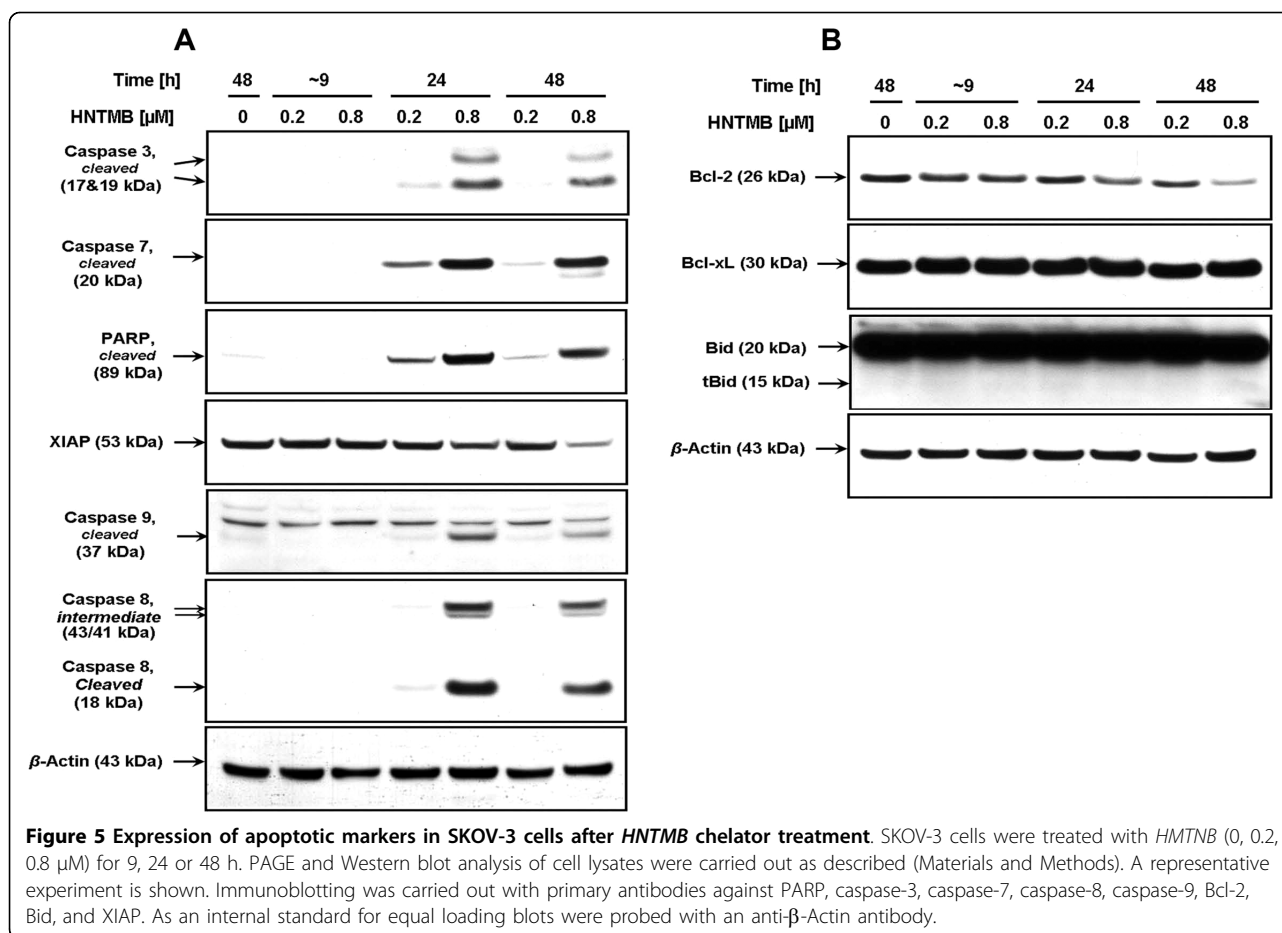 A
Time [h] 48 ~9 24 48
HNTMB [µM] 0 0.2 0.8 0.2 0.8 0.2 0.8
Caspase 3,
cleaved
(17&19 kDa)
Caspase 7,
cleaved
(20 kDa)
PARP,
cleaved
(89 kDa)
XIAP (53 kDa)
Caspase 9,
cleaved
(37 kDa)
Caspase 8,
intermediate
(43/41 kDa)
Caspase 8,
Cleaved
(18 kDa)
β-Actin (43 kDa)
B
Time [h] 48 ~9 24 48
HNTMB [µM] 0 0.2 0.8 0.2 0.8 0.2 0.8
Bcl-2 (26 kDa)
Bcl-xL (30 kDa)
Bid (20 kDa)
tBid (15 kDa)
β-Actin (43 kDa)
Figure 5 Expression of apoptotic markers in SKOV-3 cells after HNTMB chelator treatment. SKOV-3 cells were treated with HMTNB (0, 0.2,
0.8 µM) for 9, 24 or 48 h. PAGE and Western blot analysis of cell lysates were carried out as described (Materials and Methods). A representative
experiment is shown. Immunoblotting was carried out with primary antibodies against PARP, caspase-3, caspase-7, caspase-8, caspase-9, Bcl-2,
Bid, and XIAP. As an internal standard for equal loading blots were probed with an anti-β-Actin antibody.